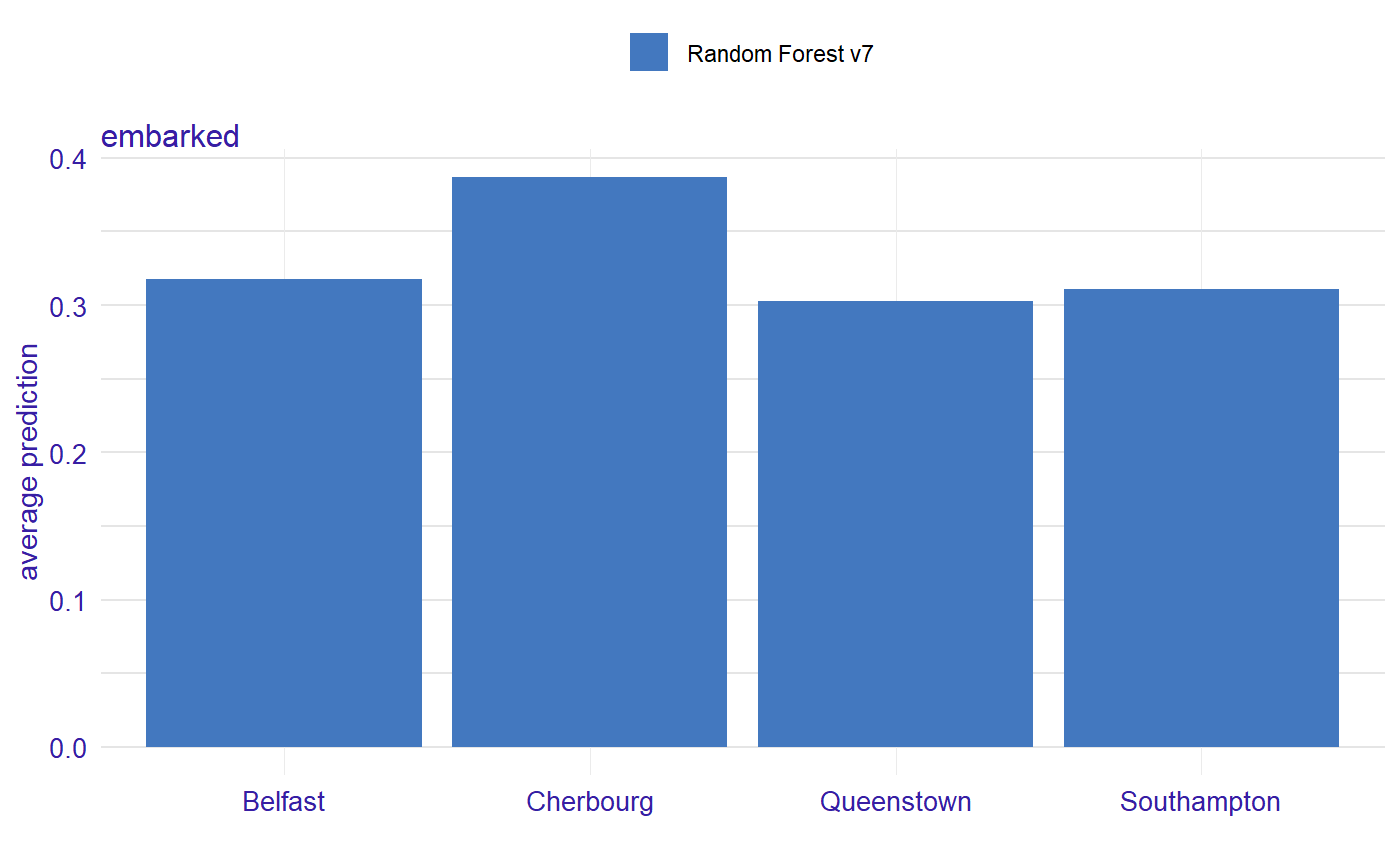 Random Forest v7
embarked
0.4
0.3
0.2
0.1
0.0
average prediction
Belfast
Cherbourg
Queenstown
Southampton